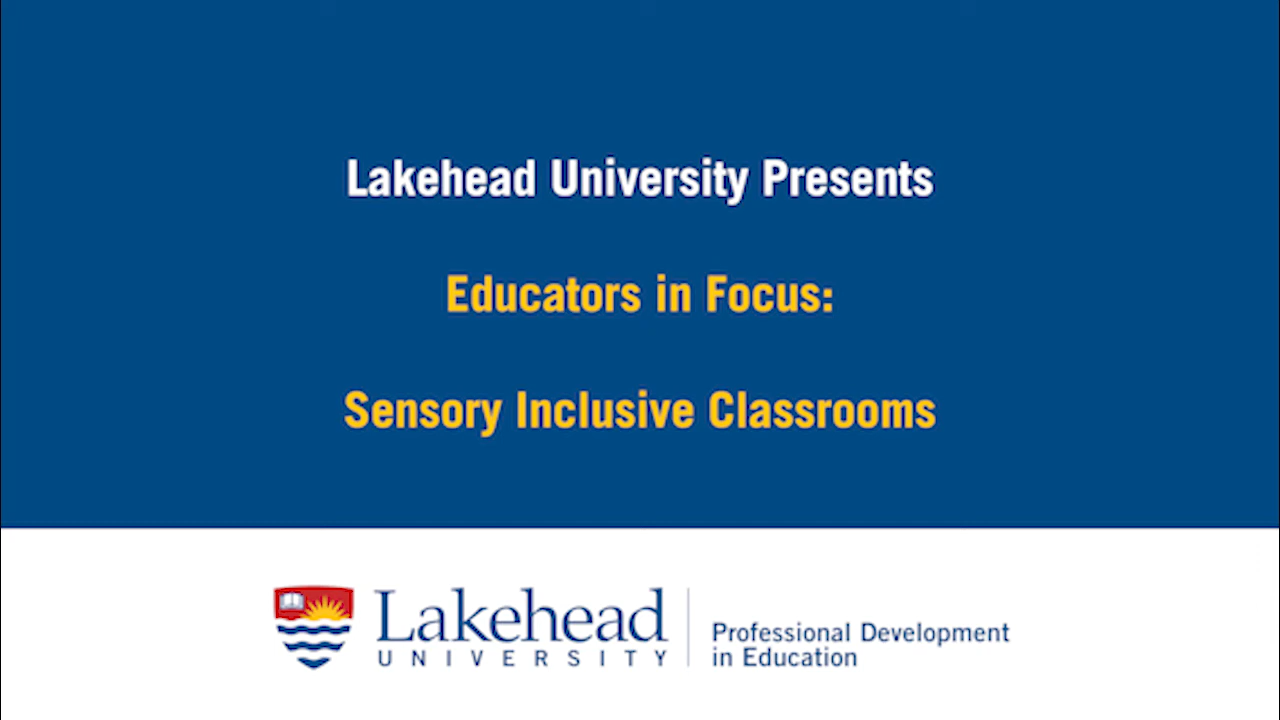 Lakehead University Presents
Educators in Focus:
Sensory Inclusive Classrooms
Lakehead
UNIVERSITY
Professional Development
in Education